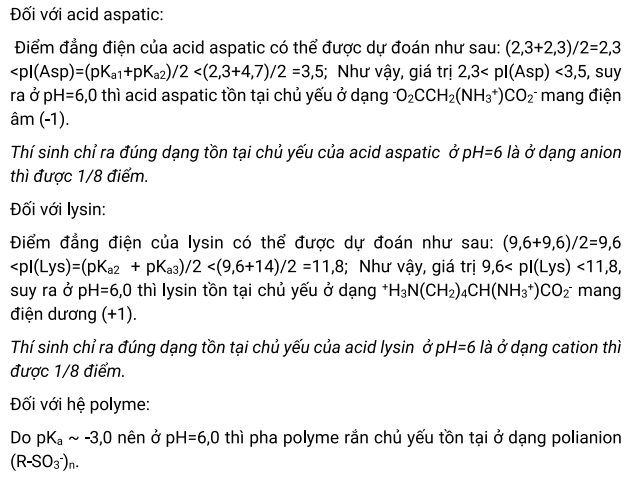 Đối với acid aspatic:
Điểm đẳng điện của acid aspatic có thể được dự đoán như sau: (2,3+2,3)/2=2,3
<pI(Asp)=(pKₐ₁+pKₐ₂)/2 <(2,3+4,7)/2 =3,5; Như vậy, giá trị 2,3< pI(Asp) <3,5, suy
ra ở pH=6,0 thì acid aspatic tồn tại chủ yếu ở dạng ⁻O₂CCH₂(NH₃⁺)CO₂⁻ mang điện
âm (-1).
Thí sinh chỉ ra đúng dạng tồn tại chủ yếu của acid aspatic ở pH=6 là ở dạng anion
thì được 1/8 điểm.
Đối với lysin:
Điểm đẳng điện của lysin có thể được dự đoán như sau: (9,6+9,6)/2=9,6
<pI(Lys)=(pKₐ₂ + pKₐ₃)/2 <(9,6+14)/2 =11,8; Như vậy, giá trị 9,6< pI(Lys) <11,8,
suy ra ở pH=6,0 thì lysin tồn tại chủ yếu ở dạng ⁺H₃N(CH₂)₄CH(NH₃⁺)CO₂⁻ mang
điện dương (+1).
Thí sinh chỉ ra đúng dạng tồn tại chủ yếu của acid lysin ở pH=6 là ở dạng cation thì
được 1/8 điểm.
Đối với hệ polyme:
Do pKₐ ~ -3,0 nên ở pH=6,0 thì pha polyme rắn chủ yếu tồn tại ở dạng polianion
(R-SO₃⁻)ₙ.